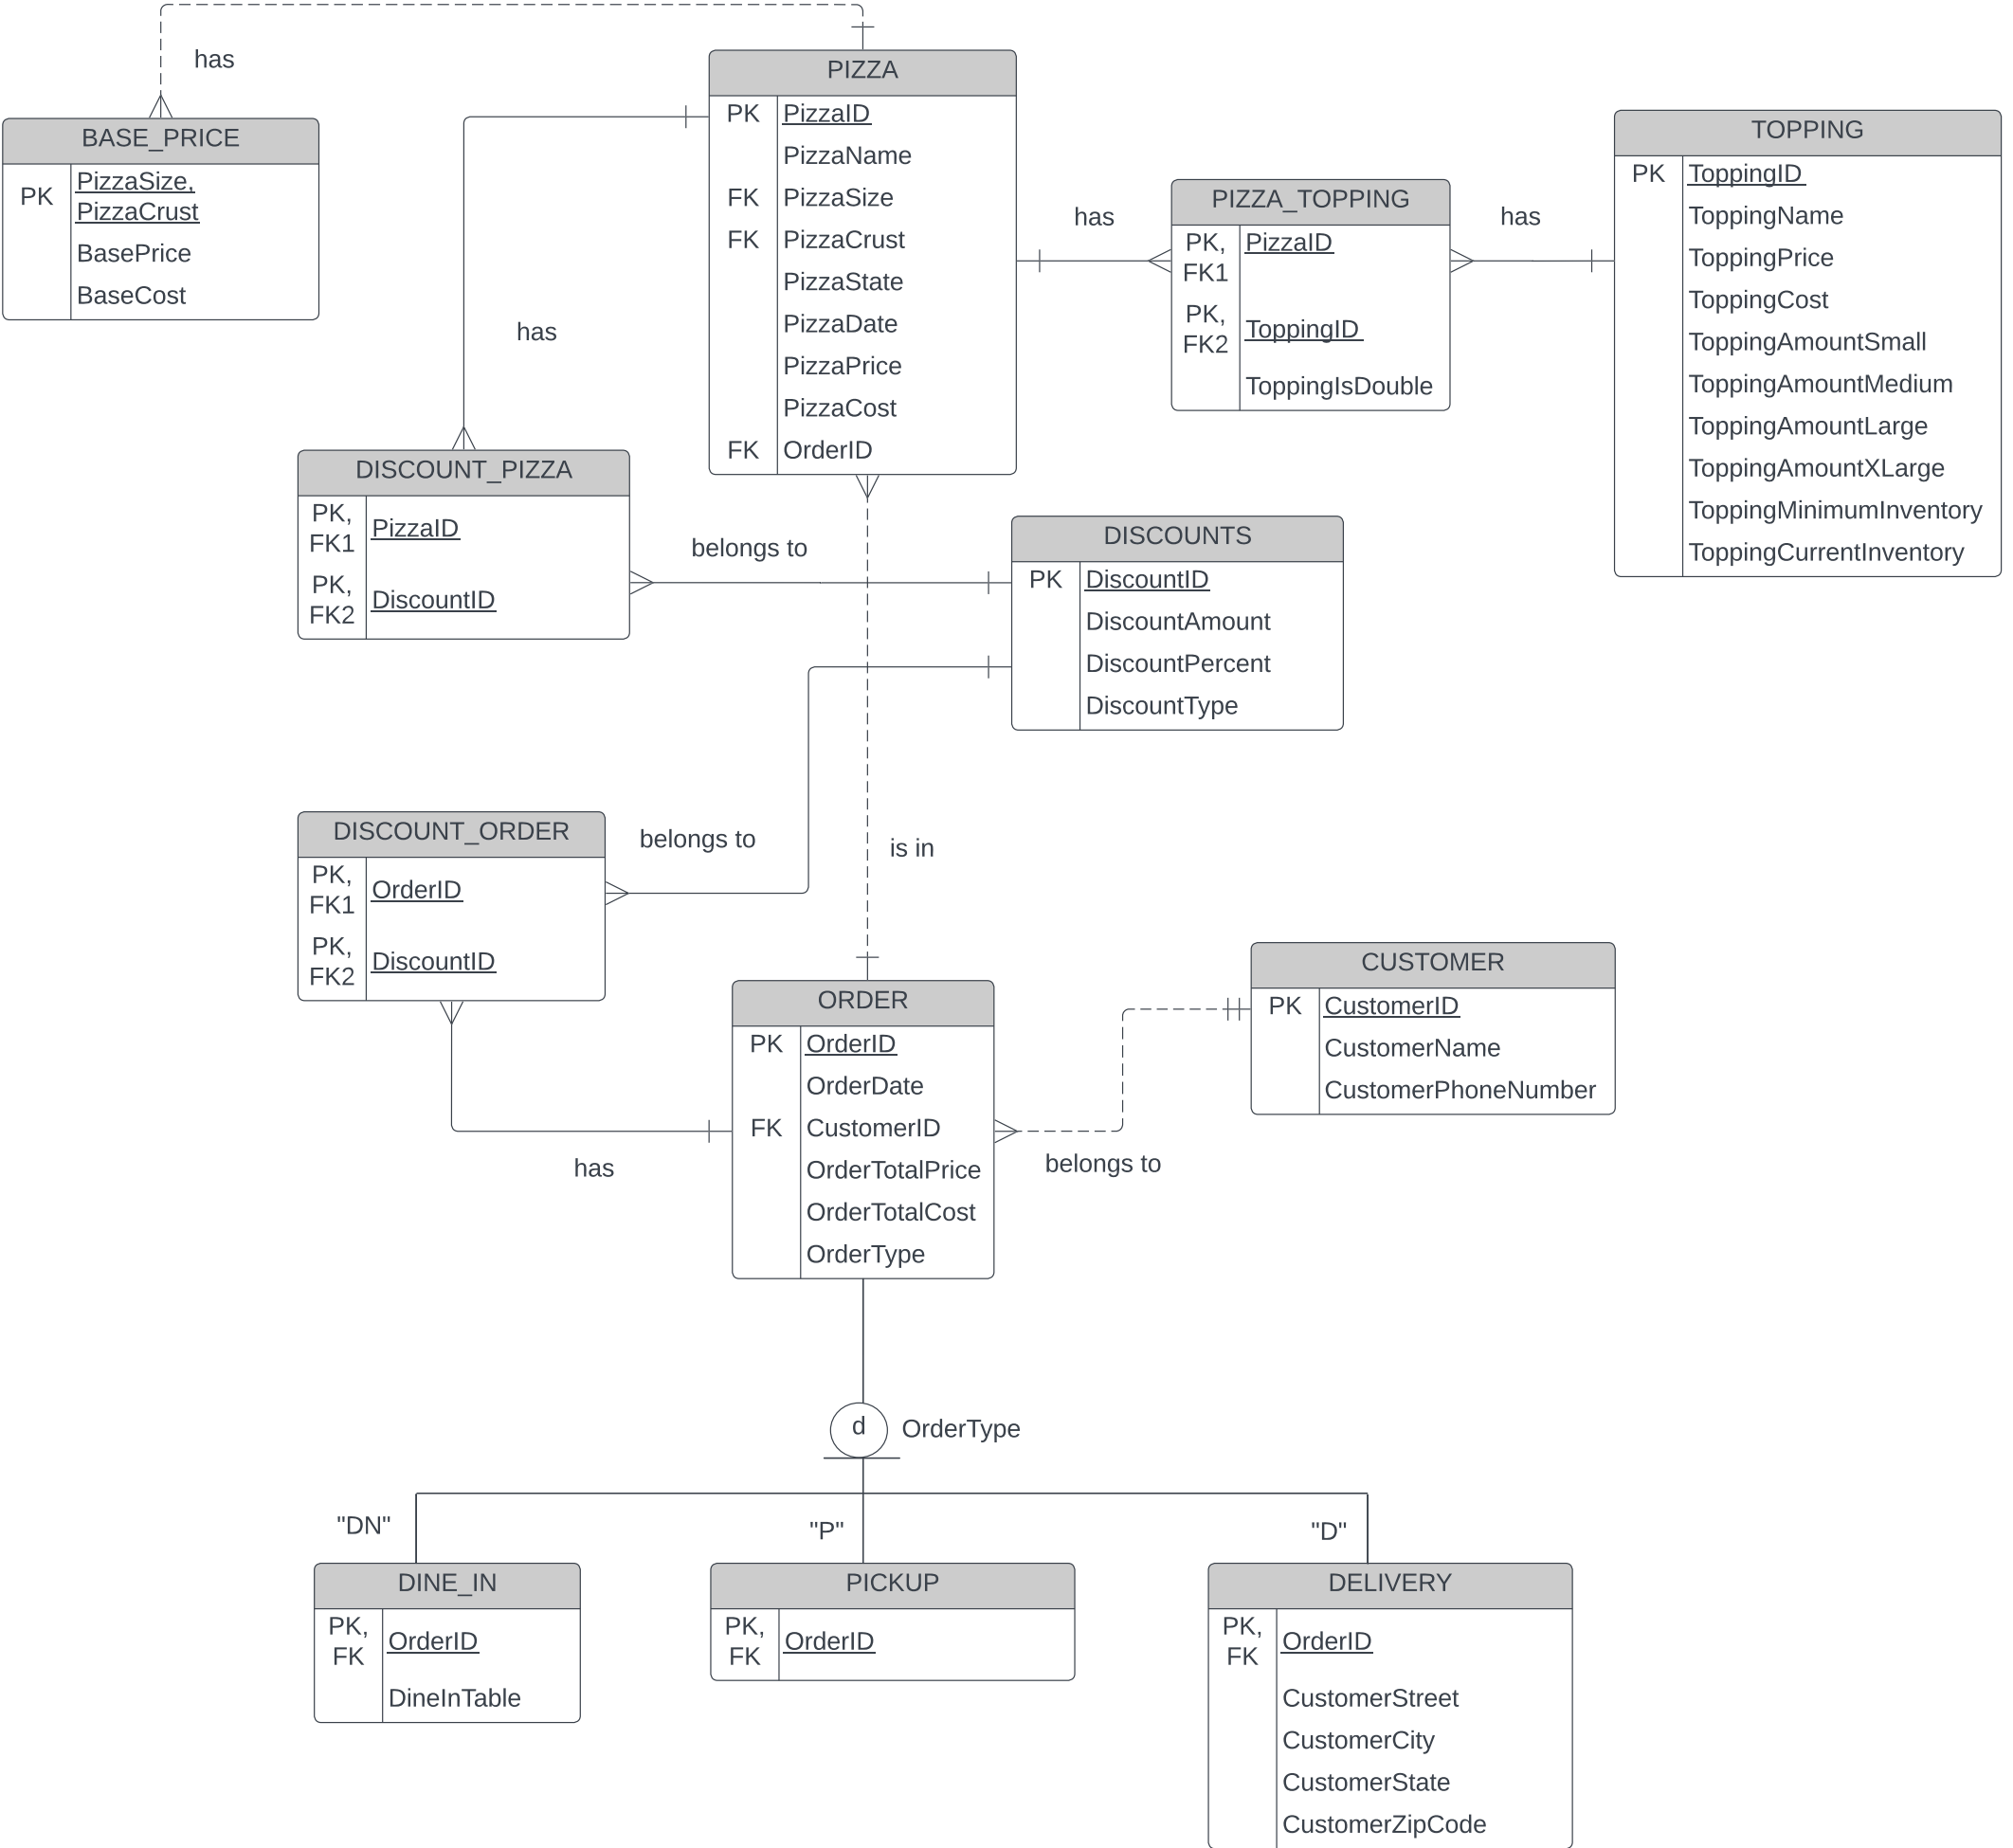 has
PIZZA
PK PizzaID
PizzaName
FK PizzaSize
FK PizzaCrust
PizzaState
PizzaDate
PizzaPrice
PizzaCost
FK OrderID
BASE_PRICE
PK PizzaSize,
PizzaCrust
BasePrice
BaseCost
TOPPING
PK ToppingID
ToppingName
ToppingPrice
ToppingCost
ToppingAmountSmall
ToppingAmountMedium
ToppingAmountLarge
ToppingAmountXLarge
ToppingMinimumInventory
ToppingCurrentInventory
has
PIZZA_TOPPING
PK,
FK1 PizzaID
PK,
FK2 ToppingID
ToppingIsDouble
has
has
DISCOUNT_PIZZA
PK,
FK1 PizzaID
PK,
FK2 DiscountID
belongs to
DISCOUNTS
PK DiscountID
DiscountAmount
DiscountPercent
DiscountType
DISCOUNT_ORDER
PK,
FK1 OrderID
PK,
FK2 DiscountID
belongs to
is in
ORDER
PK OrderID
OrderDate
FK CustomerID
OrderTotalPrice
OrderTotalCost
OrderType
CUSTOMER
PK CustomerID
CustomerName
CustomerPhoneNumber
has
belongs to
d OrderType
"DN"
"P"
"D"
DINE_IN
PK,
FK OrderID
DineInTable
PICKUP
PK,
FK OrderID
DELIVERY
PK,
FK OrderID
CustomerStreet
CustomerCity
CustomerState
CustomerZipCode